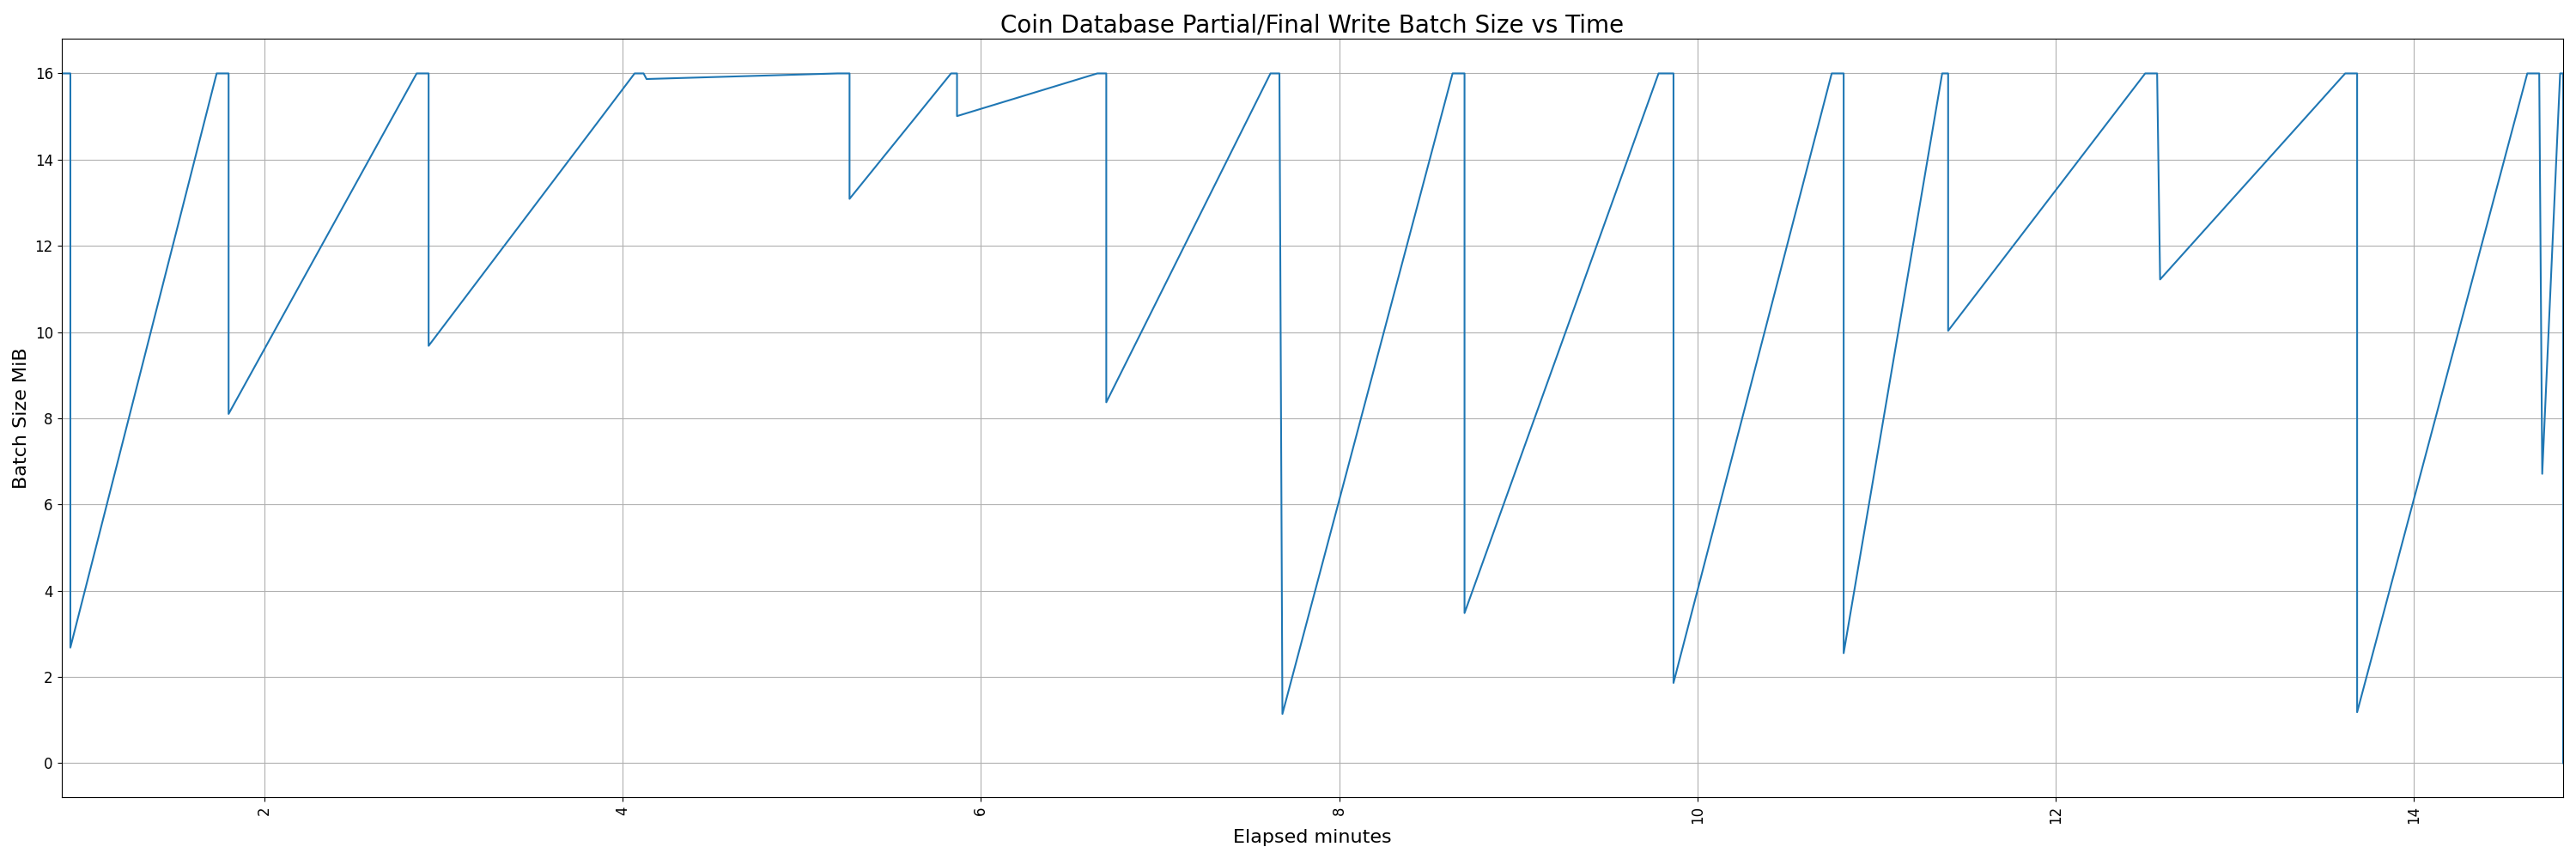 Coin Database Partial/Final Write Batch Size vs Time
Batch Size MiB
16
14
12
10
8
6
4
2
0
2 4 6 8 10 12 14
Elapsed minutes